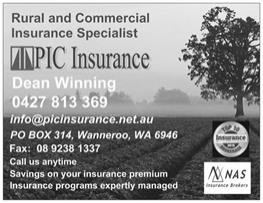 Rural and Commercial
Insurance Specialist
PIC Insurance
Dean Winning
0427 813 369
info@picinsurance.net.au
PO BOX 314, Wanneroo, WA 6946
Fax: 08 9238 1337
Call us anytime
Savings on your insurance premium
Insurance programs expertly managed
Insurance
NAS
Insurance Brokers